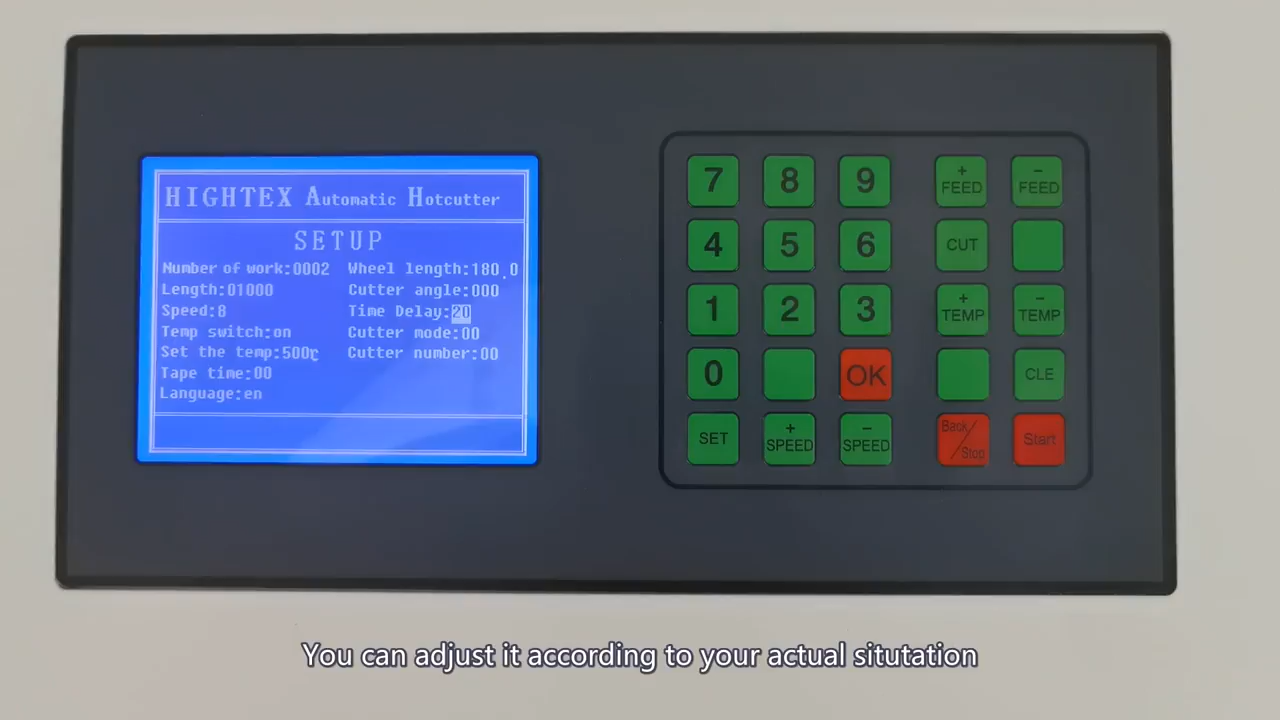 HIGHTEX Automatic Hotcutter
SETUP
Number of work:0002 Wheel length:180.0
Length:01000 Cutter angle:000
Speed:8 Time Delay:20
Temp switch:on Cutter mode:00
Set the temp:500℃ Cutter number:00
Tape time:00
Language:en
7 8 9 + FEED - FEED
4 5 6 CUT
1 2 3 + TEMP - TEMP
0 OK CLE
SET + SPEED - SPEED Back/Stop Start
You can adjust it according to your actual situtation